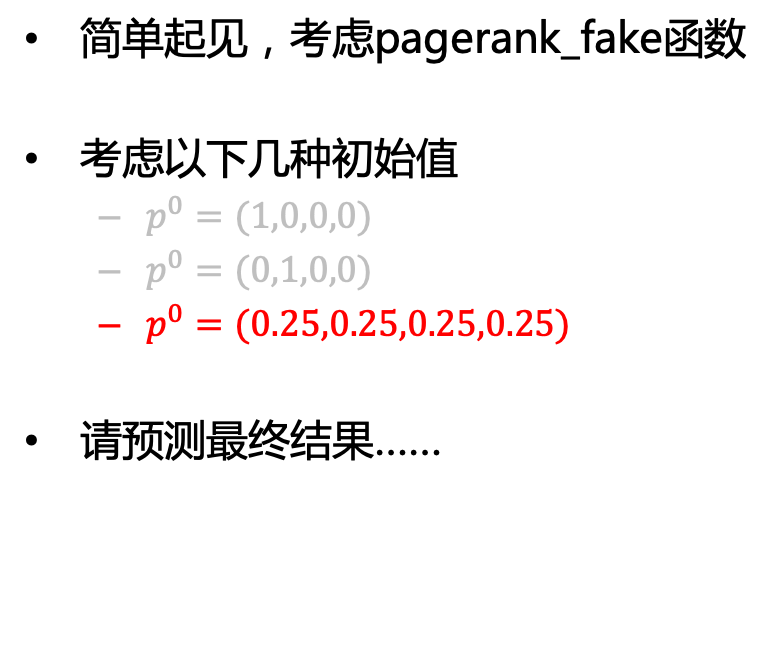 • 简单起见，考虑pagerank_fake函数
• 考虑以下几种初始值
– p⁰ = (1,0,0,0)
– p⁰ = (0,1,0,0)
– p⁰ = (0.25,0.25,0.25,0.25)
• 请预测最终结果……